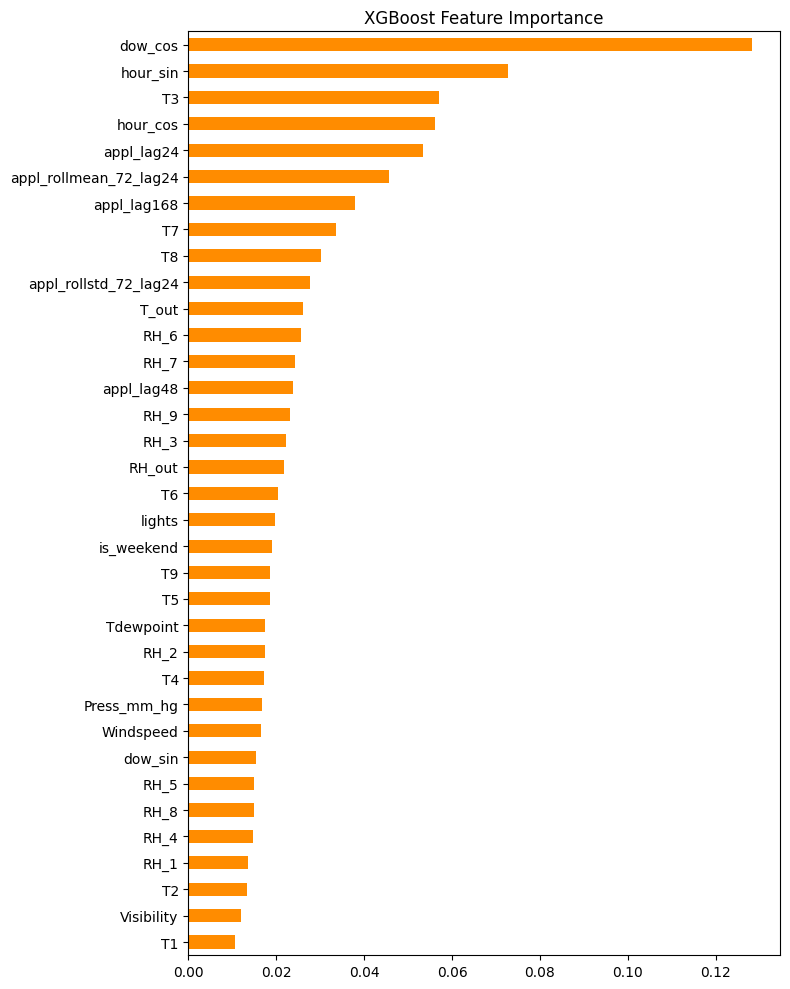 XGBoost Feature Importance
dow_cos
hour_sin
T3
hour_cos
appl_lag24
appl_rollmean_72_lag24
appl_lag168
T7
T8
appl_rollstd_72_lag24
T_out
RH_6
RH_7
appl_lag48
RH_9
RH_3
RH_out
T6
lights
is_weekend
T9
T5
Tdewpoint
RH_2
T4
Press_mm_hg
Windspeed
dow_sin
RH_5
RH_8
RH_4
RH_1
T2
Visibility
T1
0.00 0.02 0.04 0.06 0.08 0.10 0.12